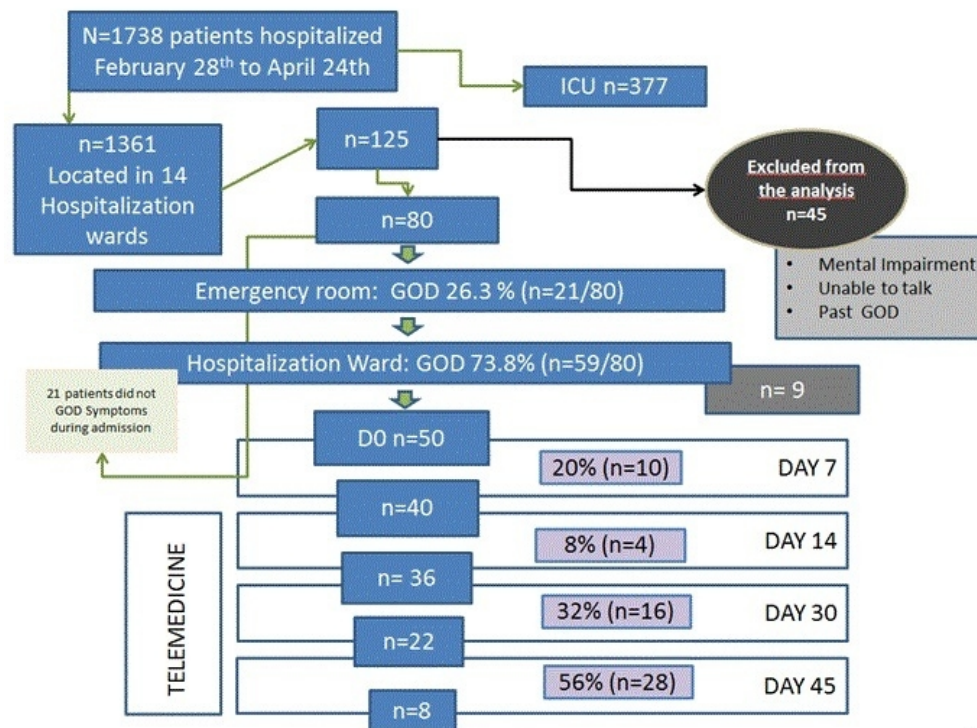 N=1738 patients hospitalized
February 28th to April 24th
ICU n=377
n=1361
Located in 14
Hospitalization
wards
n=125
Excluded from
the analysis
n=45
n=80
• Mental Impairment
• Unable to talk
• Past GOD
Emergency room: GOD 26.3 % (n=21/80)
Hospitalization Ward: GOD 73.8% (n=59/80)
21 patients did not
GOD Symptoms
during admission
n= 9
D0 n=50
20% (n=10)
DAY 7
n=40
8% (n=4)
DAY 14
TELEMEDICINE
n= 36
32% (n=16)
DAY 30
n=22
56% (n=28)
DAY 45
n=8